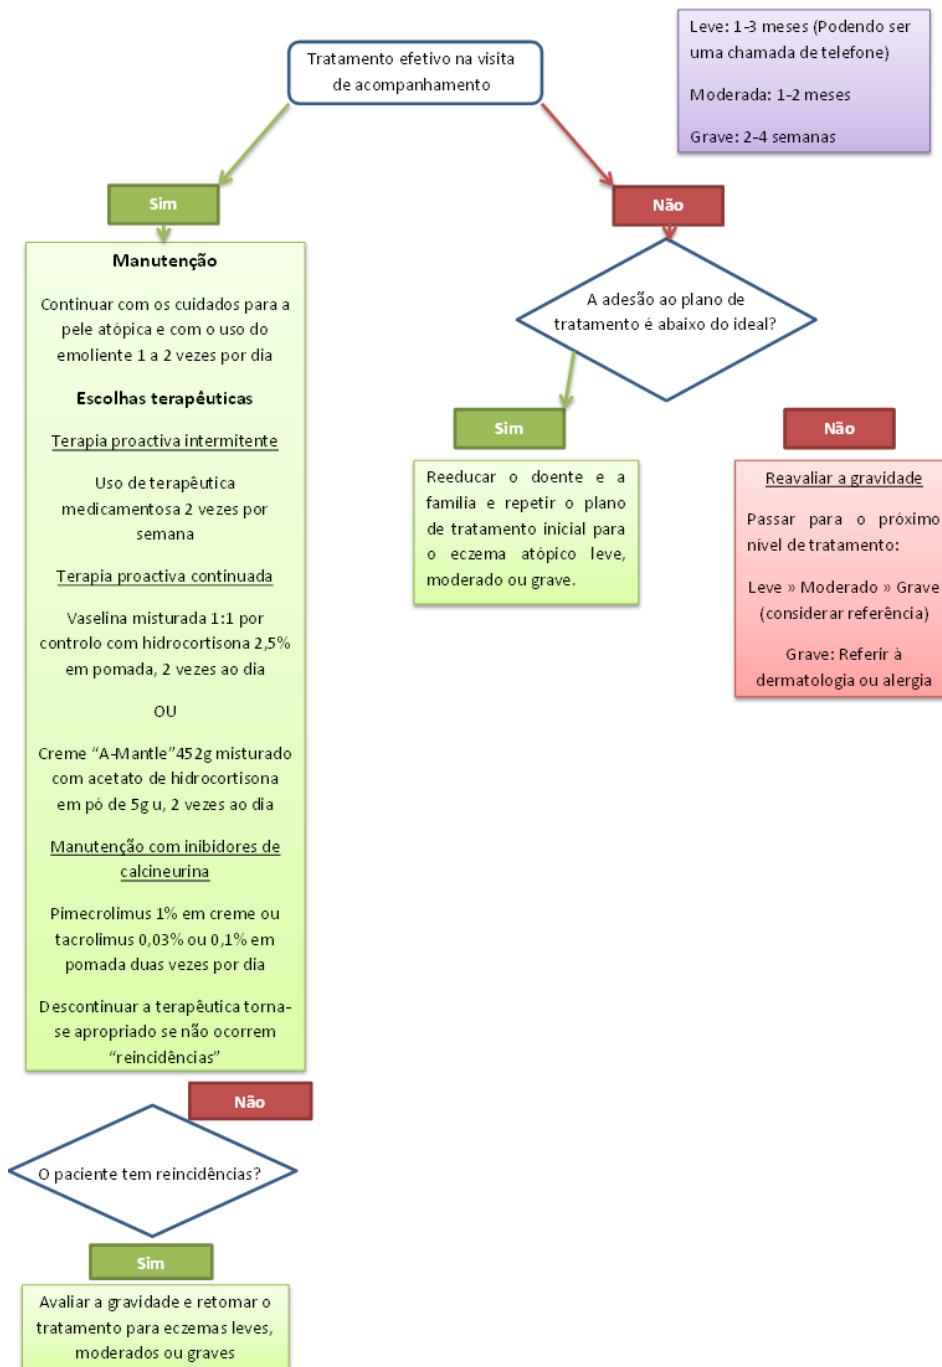 Tratamento efetivo na visita
de acompanhamento
Leve: 1-3 meses (Podendo ser
uma chamada de telefone)
Moderada: 1-2 meses
Grave: 2-4 semanas
Sim
Manutenção
Continuar com os cuidados para a
pele atópica e com o uso do
emoliente 1 a 2 vezes por dia
Escolhas terapêuticas
Terapia proactiva intermitente
Uso de terapêutica
medicamentosa 2 vezes por
semana
Terapia proactiva continuada
Vaselina misturada 1:1 por
controlo com hidrocortisona 2,5%
em pomada, 2 vezes ao dia
OU
Creme “A-Mantle”452g misturado
com acetato de hidrocortisona
em pó de 5g u, 2 vezes ao dia
Manutenção com inibidores de
calcineurina
Pimecrolimus 1% em creme ou
tacrolimus 0,03% ou 0,1% em
pomada duas vezes por dia
Descontinuar a terapêutica torna-
se apropriado se não ocorrem
“reincidências”
Não
O paciente tem reincidências?
Sim
Avaliar a gravidade e retomar o
tratamento para eczemas leves,
moderados ou graves
Não
A adesão ao plano de
tratamento é abaixo do ideal?
Sim
Reeducar o doente e a
família e repetir o plano
de tratamento inicial para
o eczema atópico leve,
moderado ou grave.
Não
Reavaliar a gravidade
Passar para o próximo
nível de tratamento:
Leve » Moderado » Grave
(considerar referência)
Grave: Referir à
dermatologia ou alergia